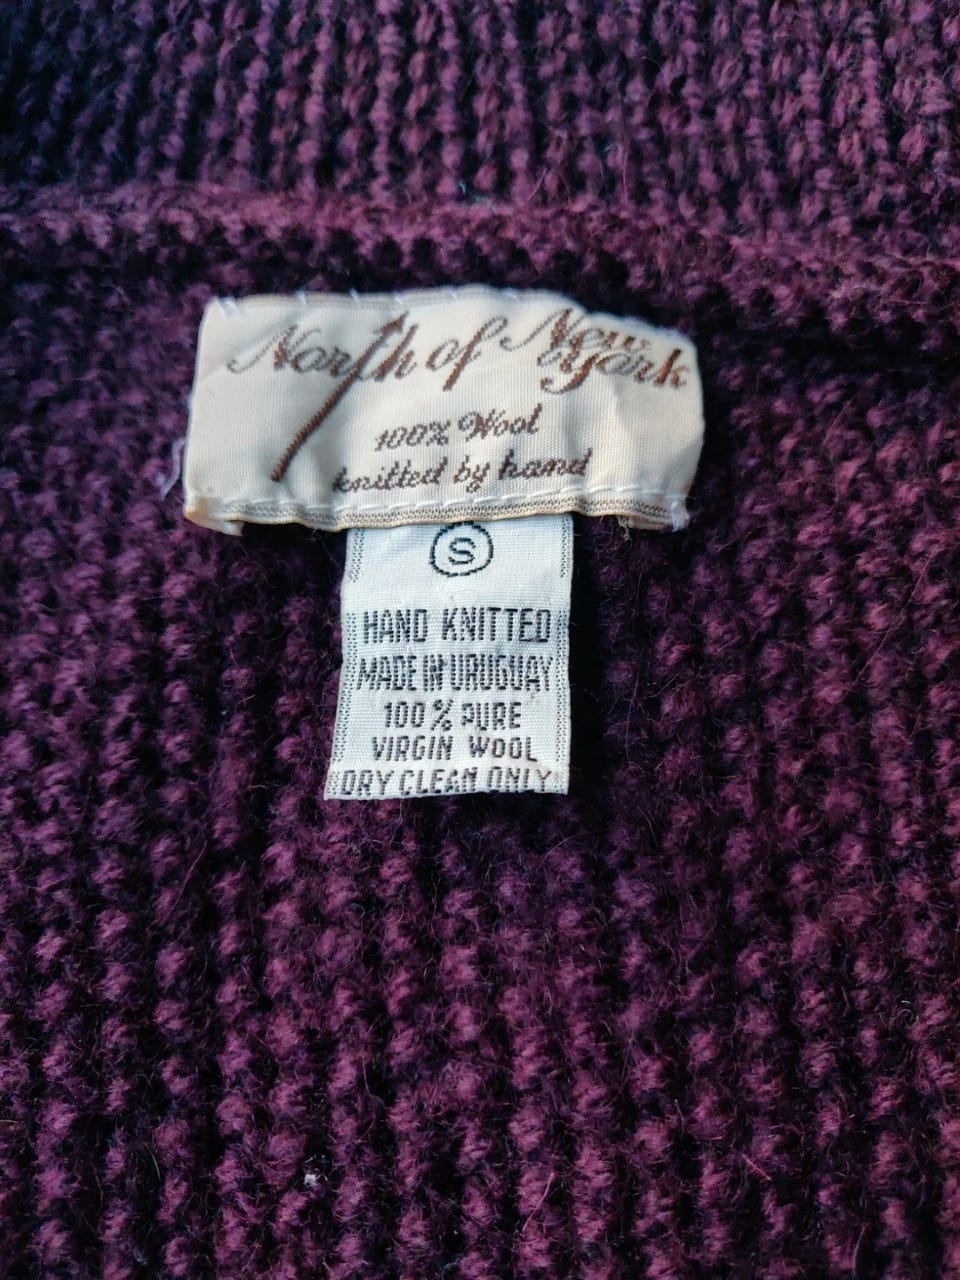 North of New York
100% Wool
knitted by hand
S
HAND KNITTED
MADE IN URUGUAY
100% PURE
VIRGIN WOOL
DRY CLEAN ONLY